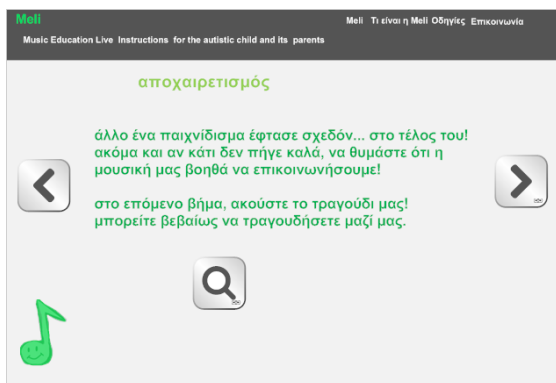 Meli
Meli Τι είναι η Meli Οδηγίες Επικοινωνία
Music Education Live Instructions for the autistic child and its parents
αποχαιρετισμός
άλλο ένα παιχνίδισμα έφτασε σχεδόν... στο τέλος του!
ακόμα και αν κάτι δεν πήγε καλά, να θυμάστε ότι η
μουσική μας βοηθά να επικοινωνήσουμε!
στο επόμενο βήμα, ακούστε το τραγούδι μας!
μπορείτε βεβαίως να τραγουδήσετε μαζί μας.